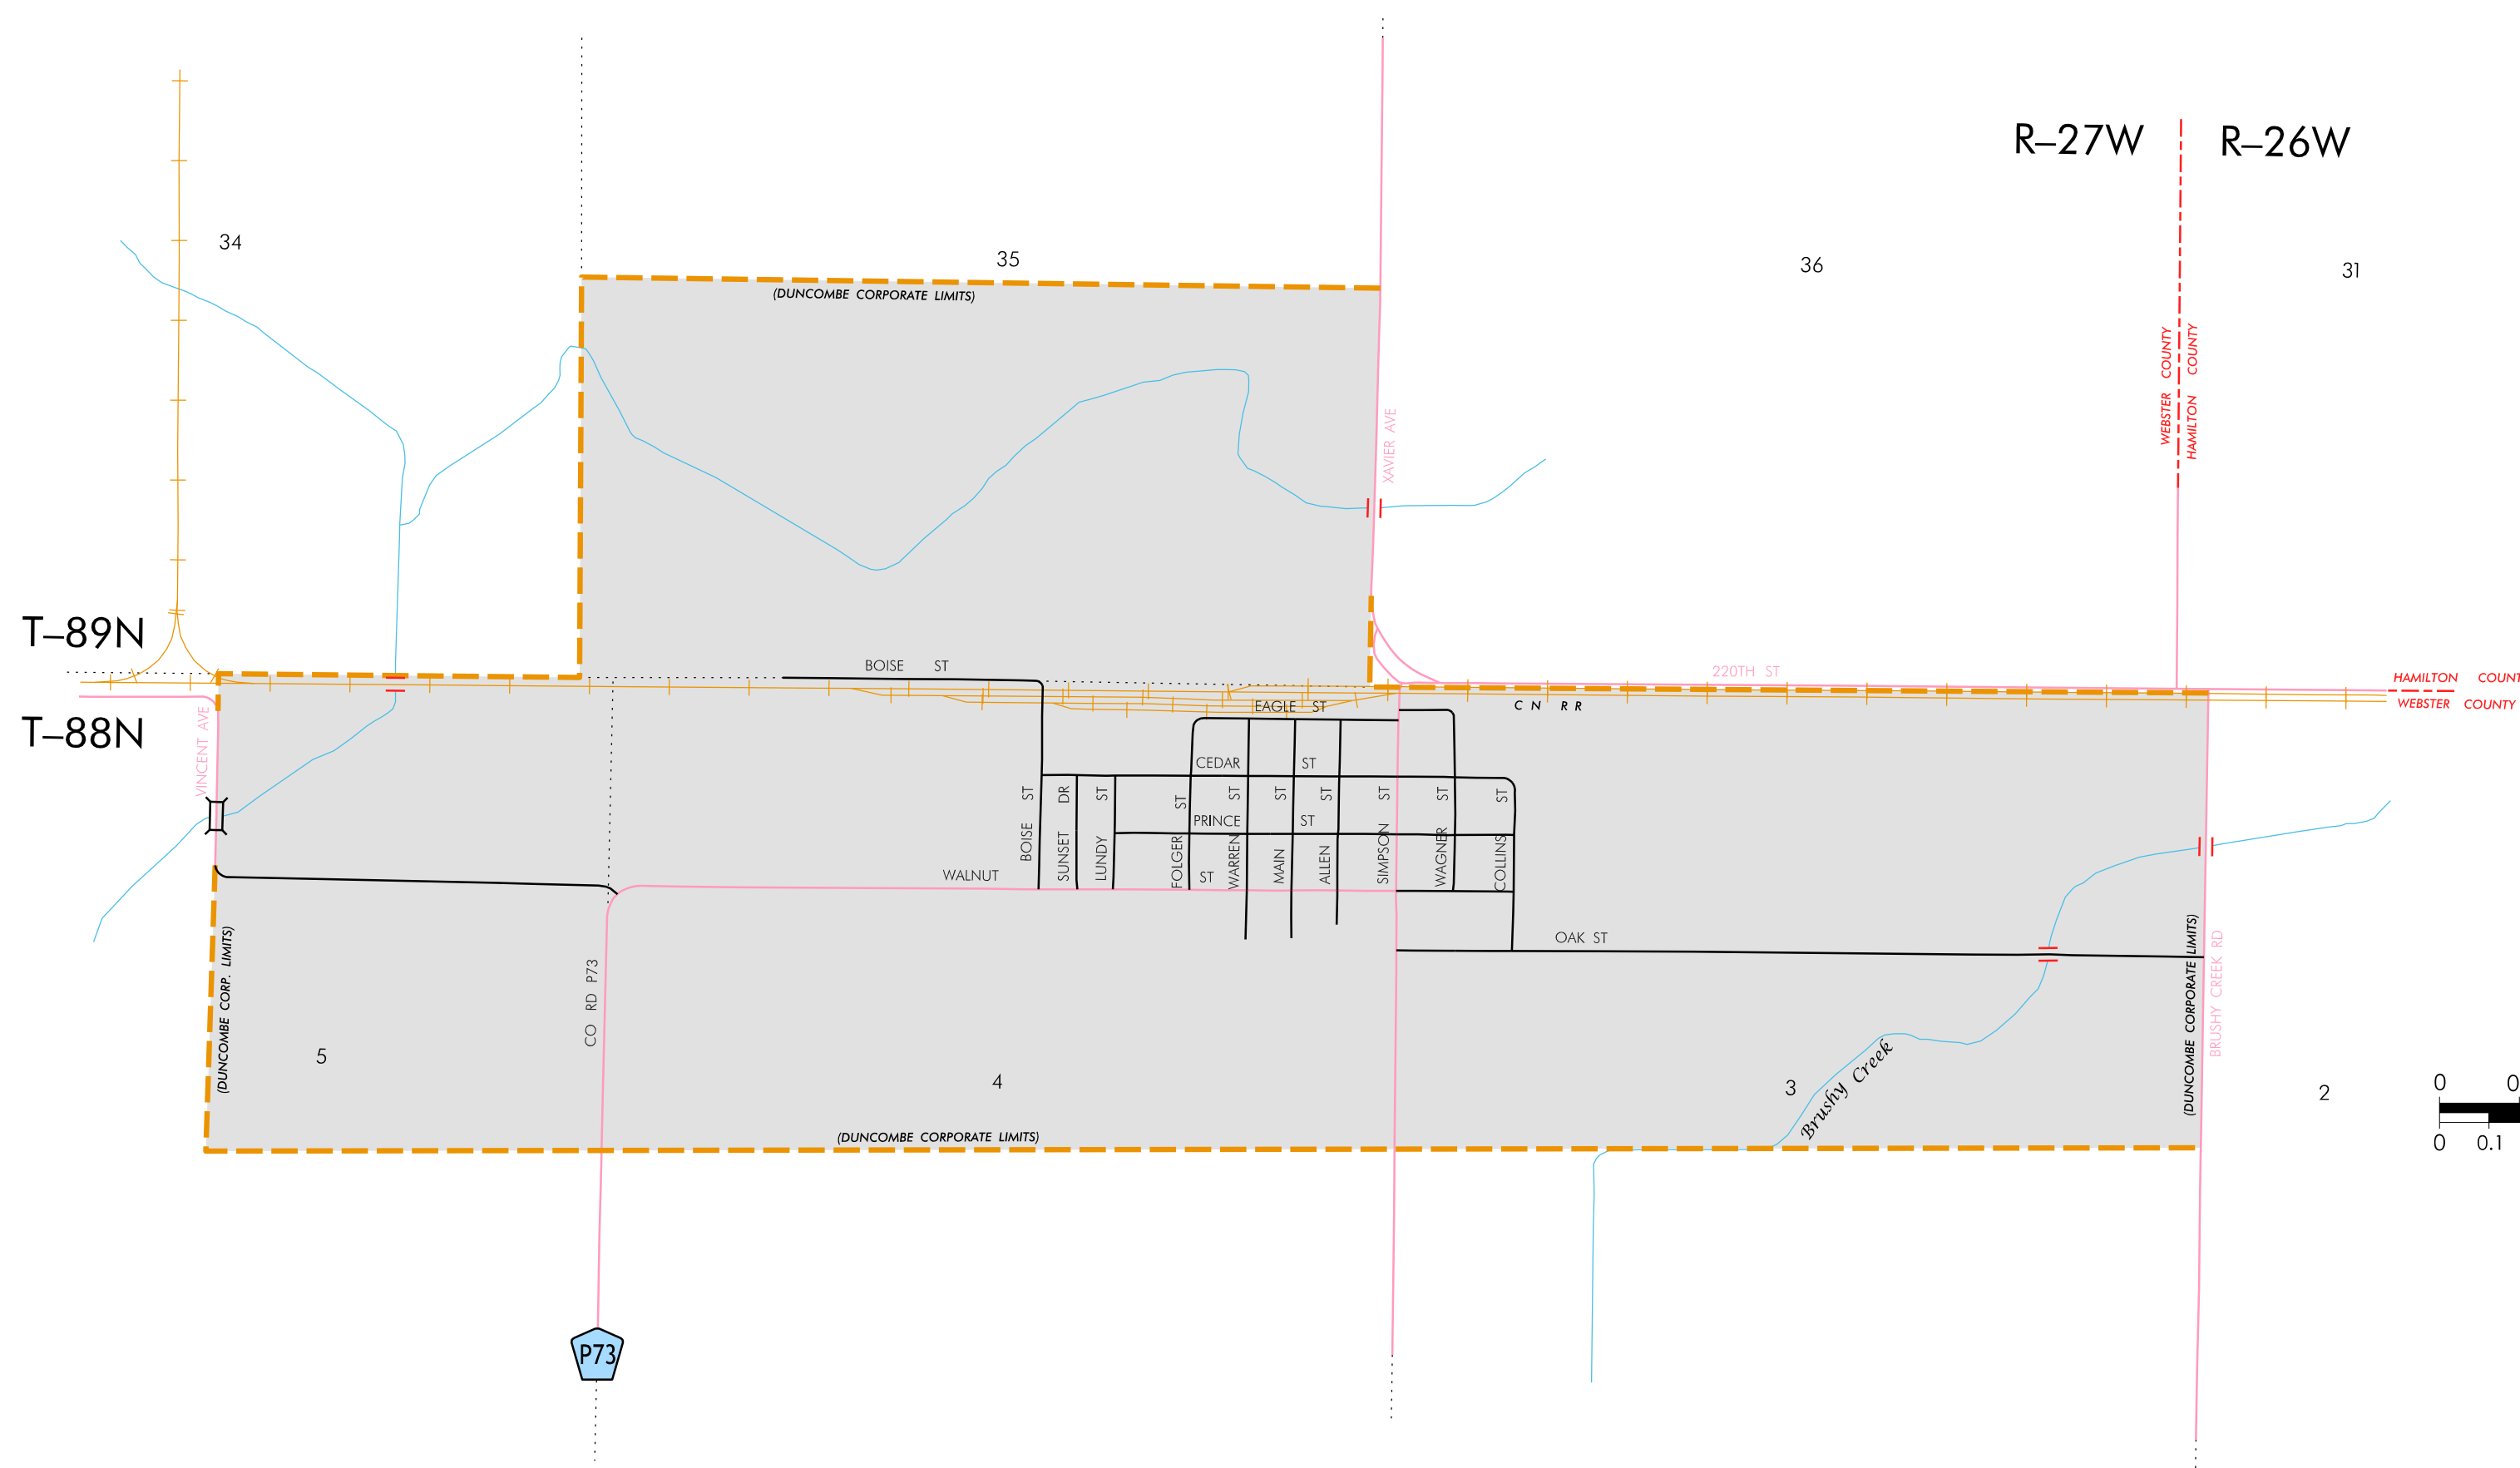 R–27W
R–26W
34
35
36
31
(DUNCOMBE CORPORATE LIMITS)
WEBSTER COUNTY
HAMILTON COUNTY
XAVIER AVE
T–89N
T–88N
BOISE ST
220TH ST
HAMILTON COUNT
WEBSTER COUNTY
C N R R
EAGLE ST
VINCENT AVE
CEDAR ST
PRINCE ST
WALNUT ST
BOISE ST
SUNSET DR
LUNDY ST
FOLGER ST
WARREN ST
MAIN ST
ALLEN ST
SIMPSON ST
WAGNER ST
COLLINS ST
OAK ST
(DUNCOMBE CORP. LIMITS)
CO RD P73
(DUNCOMBE CORPORATE LIMITS)
BRUSHY CREEK RD
5
4
3
2
Brushy Creek
(DUNCOMBE CORPORATE LIMITS)
0 0
0 0.1
P73